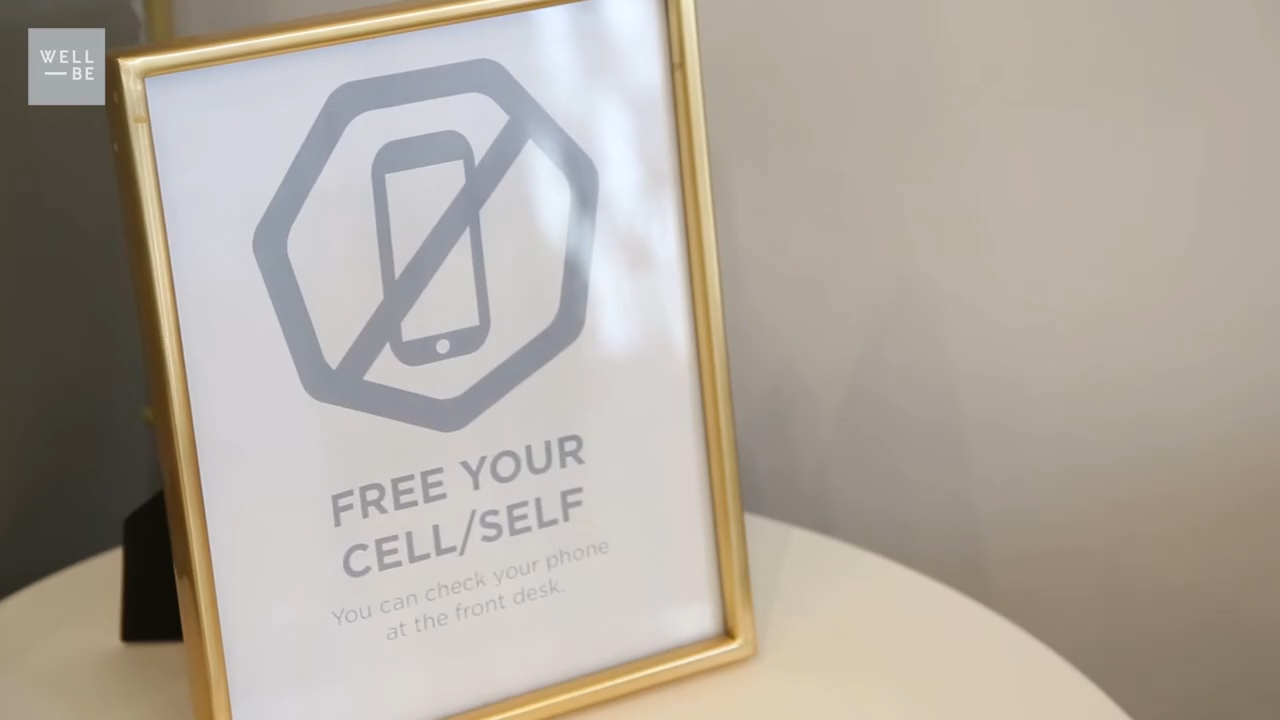 WELL
BE
FREE YOUR
CELL/SELF
You can check your phone
at the front desk.